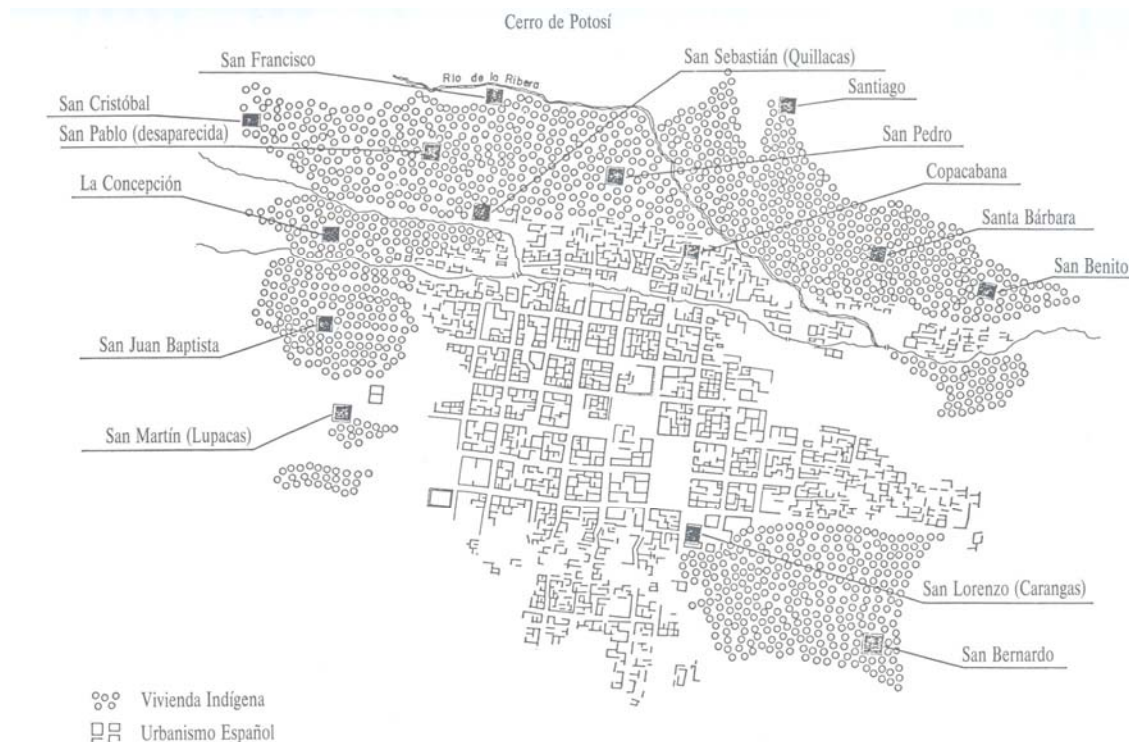 Cerro de Potosí
San Francisco
Río de la Ribera
San Sebastián (Quillacas)
Santiago
San Cristóbal
San Pablo (desaparecida)
San Pedro
La Concepción
Copacabana
Santa Bárbara
San Benito
San Juan Baptista
San Martín (Lupacas)
San Lorenzo (Carangas)
San Bernardo
Vivienda Indígena
Urbanismo Español